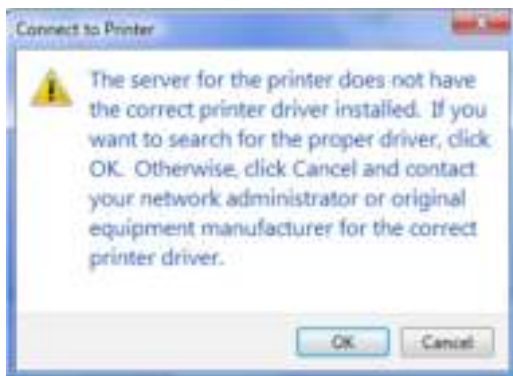 Connect to Printer
The server for the printer does not have
the correct printer driver installed. If you
want to search for the proper driver, click
OK. Otherwise, click Cancel and contact
your network administrator or original
equipment manufacturer for the correct
printer driver.
OK
Cancel